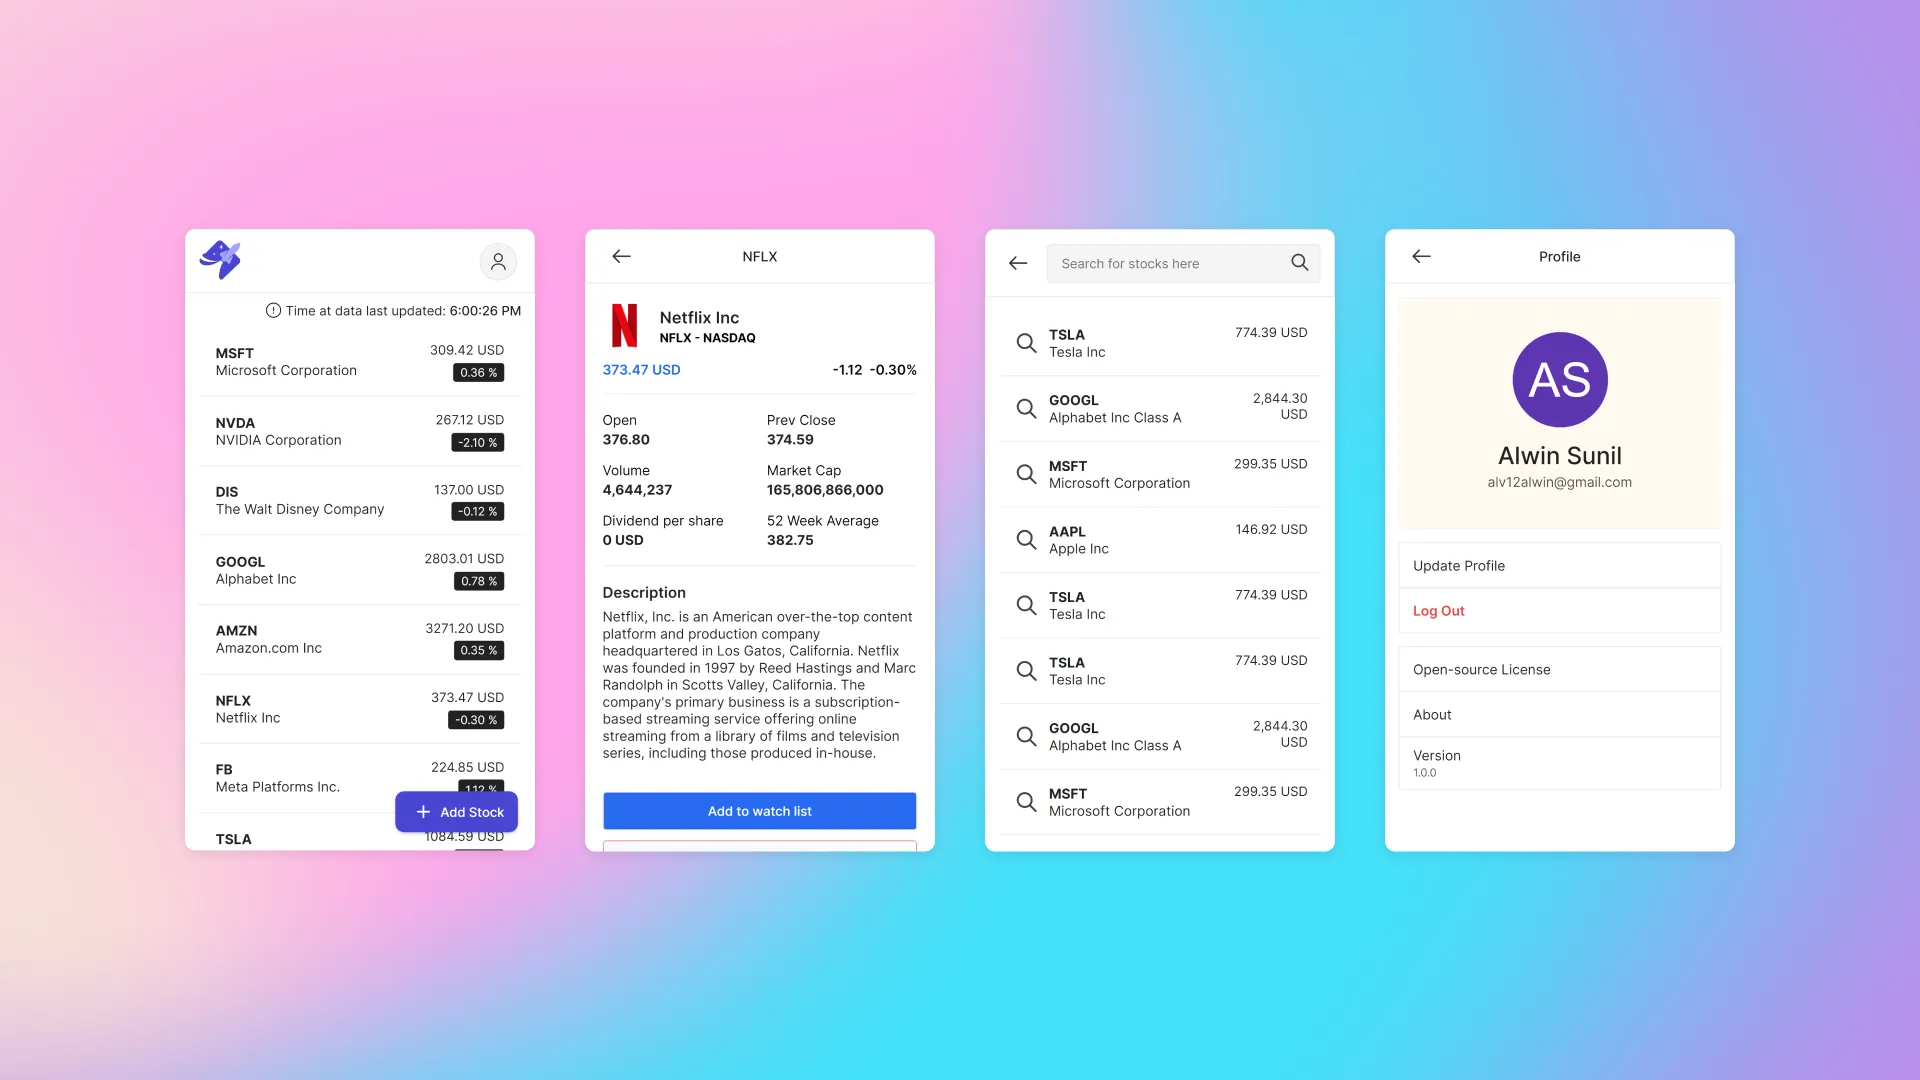 Time at data last updated: 6:00:26 PM
MSFT
Microsoft Corporation
309.42 USD
0.36 %
NVDA
NVIDIA Corporation
267.12 USD
-2.10 %
DIS
The Walt Disney Company
137.00 USD
-0.12 %
GOOGL
Alphabet Inc
2803.01 USD
0.78 %
AMZN
Amazon.com Inc
3271.20 USD
0.35 %
NFLX
Netflix Inc
373.47 USD
-0.30 %
FB
Meta Platforms Inc.
224.85 USD
1.12 %
Add Stock
TSLA
1084.59 USD
NFLX
Netflix Inc
NFLX - NASDAQ
373.47 USD
-1.12 -0.30%
Open
376.80
Prev Close
374.59
Volume
4,644,237
Market Cap
165,806,866,000
Dividend per share
0 USD
52 Week Average
382.75
Description
Netflix, Inc. is an American over-the-top content
platform and production company
headquartered in Los Gatos, California. Netflix
was founded in 1997 by Reed Hastings and Marc
Randolph in Scotts Valley, California. The
company's primary business is a subscription-
based streaming service offering online
streaming from a library of films and television
series, including those produced in-house.
Add to watch list
Search for stocks here
TSLA
Tesla Inc
774.39 USD
GOOGL
Alphabet Inc Class A
2,844.30
USD
MSFT
Microsoft Corporation
299.35 USD
AAPL
Apple Inc
146.92 USD
TSLA
Tesla Inc
774.39 USD
TSLA
Tesla Inc
774.39 USD
GOOGL
Alphabet Inc Class A
2,844.30
USD
MSFT
Microsoft Corporation
299.35 USD
Profile
AS
Alwin Sunil
alv12alwin@gmail.com
Update Profile
Log Out
Open-source License
About
Version
1.0.0